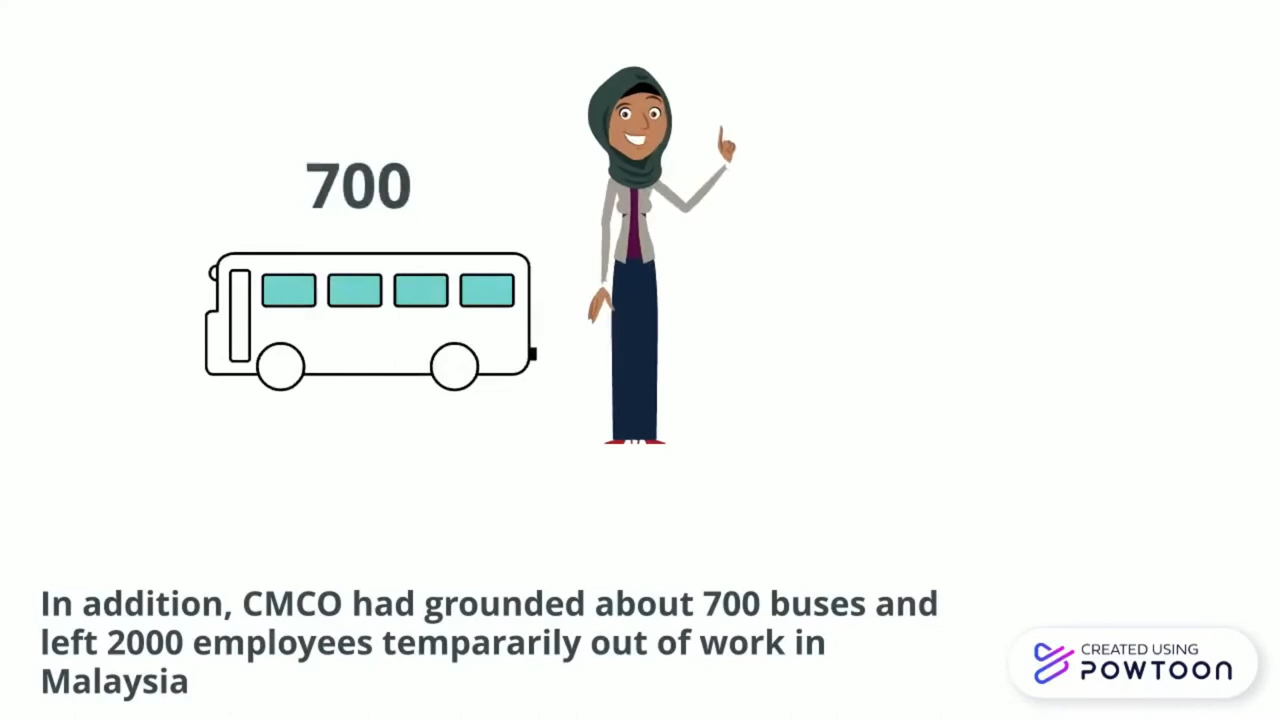 700
In addition, CMCO had grounded about 700 buses and
left 2000 employees tempararily out of work in
Malaysia
CREATED USING
POWTOON